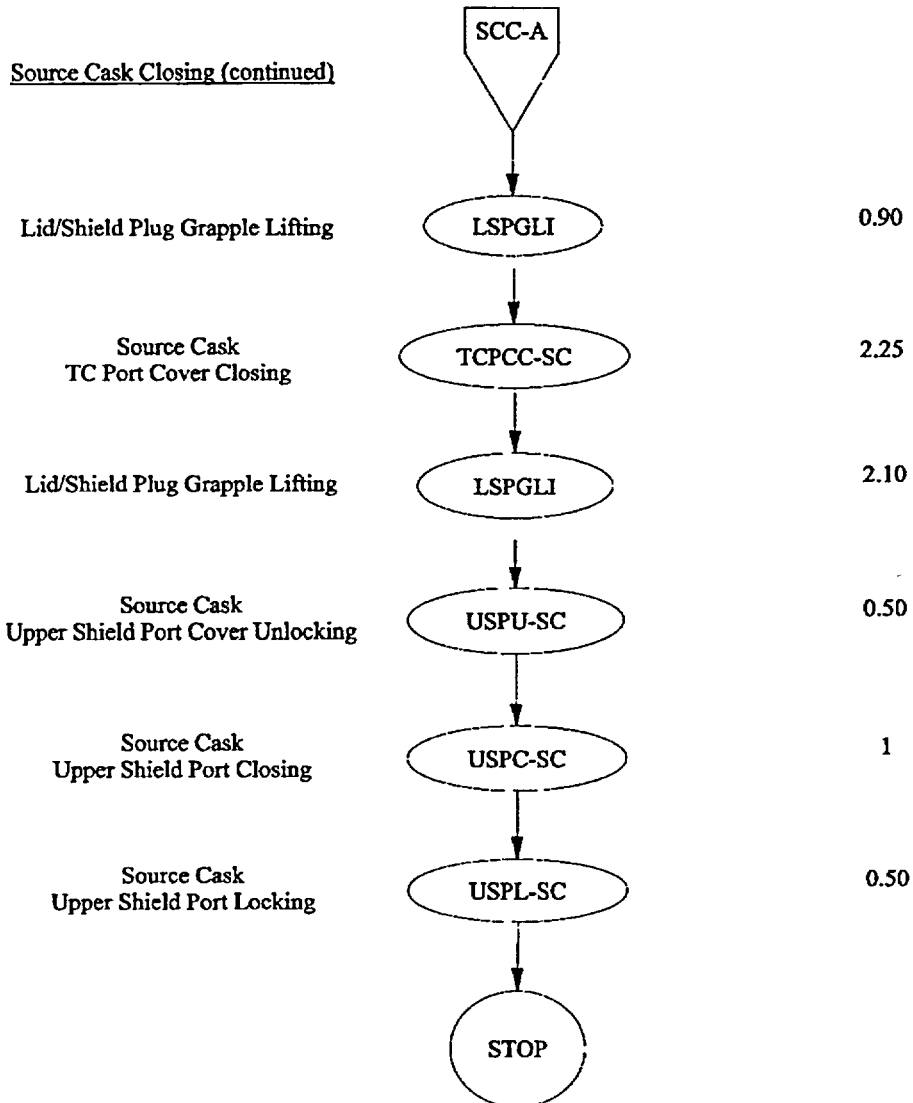 SCC-A
Source Cask Closing (continued)
Lid/Shield Plug Grapple Lifting
LSPGLI
0.90
Source Cask
TC Port Cover Closing
TCPCC-SC
2.25
Lid/Shield Plug Grapple Lifting
LSPGLI
2.10
Source Cask
Upper Shield Port Cover Unlocking
USPU-SC
0.50
Source Cask
Upper Shield Port Closing
USPC-SC
1
Source Cask
Upper Shield Port Locking
USPL-SC
0.50
STOP